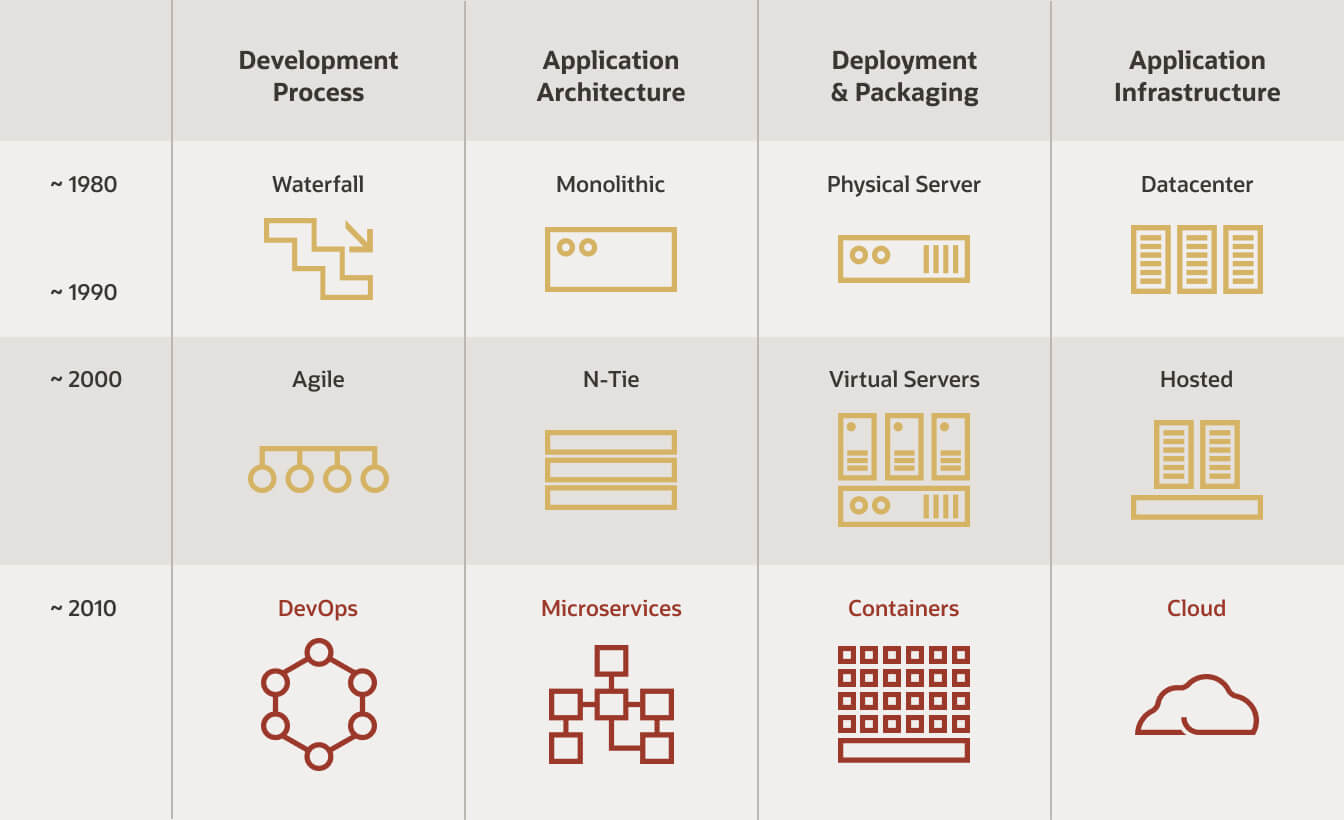 Development
Process
Application
Architecture
Deployment
& Packaging
Application
Infrastructure
~ 1980
Waterfall
Monolithic
Physical Server
Datacenter
~ 1990
~ 2000
Agile
N-Tie
Virtual Servers
Hosted
~ 2010
DevOps
Microservices
Containers
Cloud